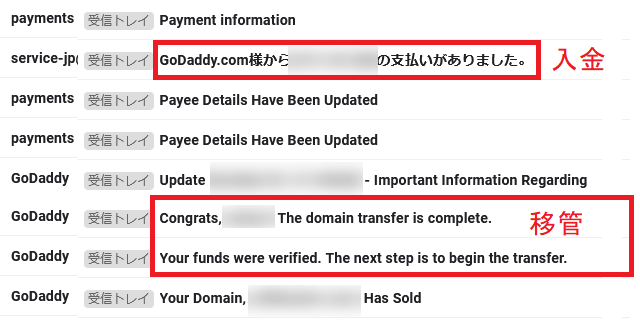 payments 受信トレイ Payment information
service-jp@ 受信トレイ GoDaddy.com様から の支払いがありました。 入金
payments 受信トレイ Payee Details Have Been Updated
payments 受信トレイ Payee Details Have Been Updated
GoDaddy 受信トレイ Update - Important Information Regarding
GoDaddy 受信トレイ Congrats, The domain transfer is complete. 移管
GoDaddy 受信トレイ Your funds were verified. The next step is to begin the transfer.
GoDaddy 受信トレイ Your Domain, Has Sold